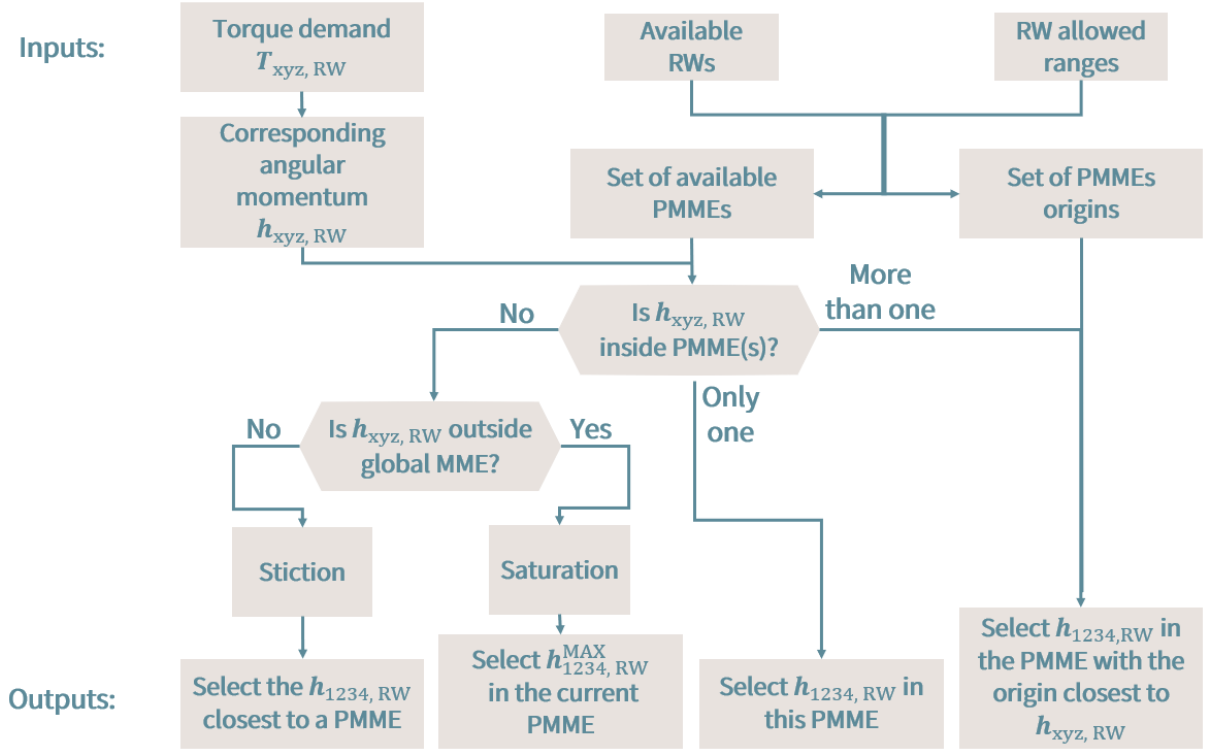 Inputs:
Torque demand
T_xyz, RW
Available
RWs
RW allowed
ranges
Corresponding
angular
momentum
h_xyz, RW
Set of available
PMMEs
Set of PMMEs
origins
Is h_xyz, RW
inside PMME(s)?
No
More
than one
Only
one
Is h_xyz, RW outside
global MME?
No
Yes
Stiction
Saturation
Outputs:
Select the h_1234, RW
closest to a PMME
Select h^MAX_1234, RW
in the current
PMME
Select h_1234, RW in
this PMME
Select h_1234,RW in
the PMME with the
origin closest to
h_xyz, RW